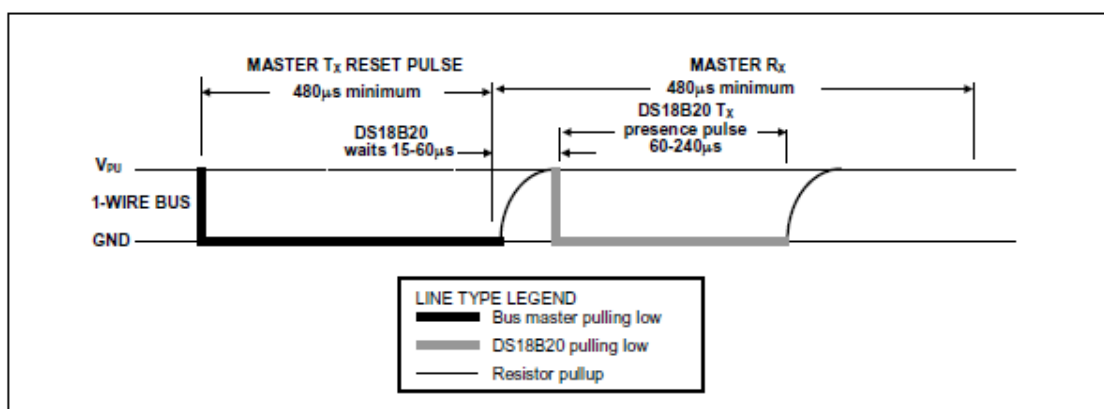 MASTER TX RESET PULSE
480μs minimum
MASTER RX
480μs minimum
DS18B20
waits 15-60μs
DS18B20 TX
presence pulse
60-240μs
VPU
1-WIRE BUS
GND
LINE TYPE LEGEND
Bus master pulling low
DS18B20 pulling low
Resistor pullup